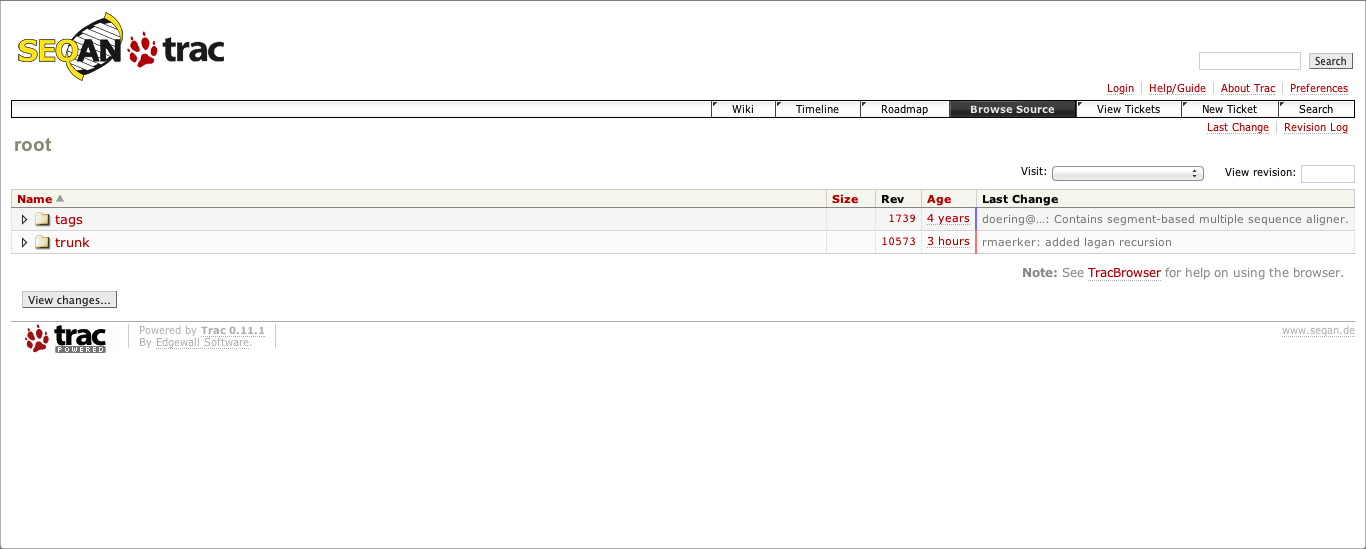 SEQAN trac
Search
Login Help/Guide About Trac Preferences
Wiki Timeline Roadmap Browse Source View Tickets New Ticket Search
Last Change Revision Log
root
Visit: View revision:
Name Size Rev Age Last Change
tags 1739 4 years doering@…: Contains segment-based multiple sequence aligner.
trunk 10573 3 hours rmaerker: added lagan recursion
Note: See TracBrowser for help on using the browser.
View changes...
trac POWERED Powered by Trac 0.11.1 www.seqan.de
By Edgewall Software.